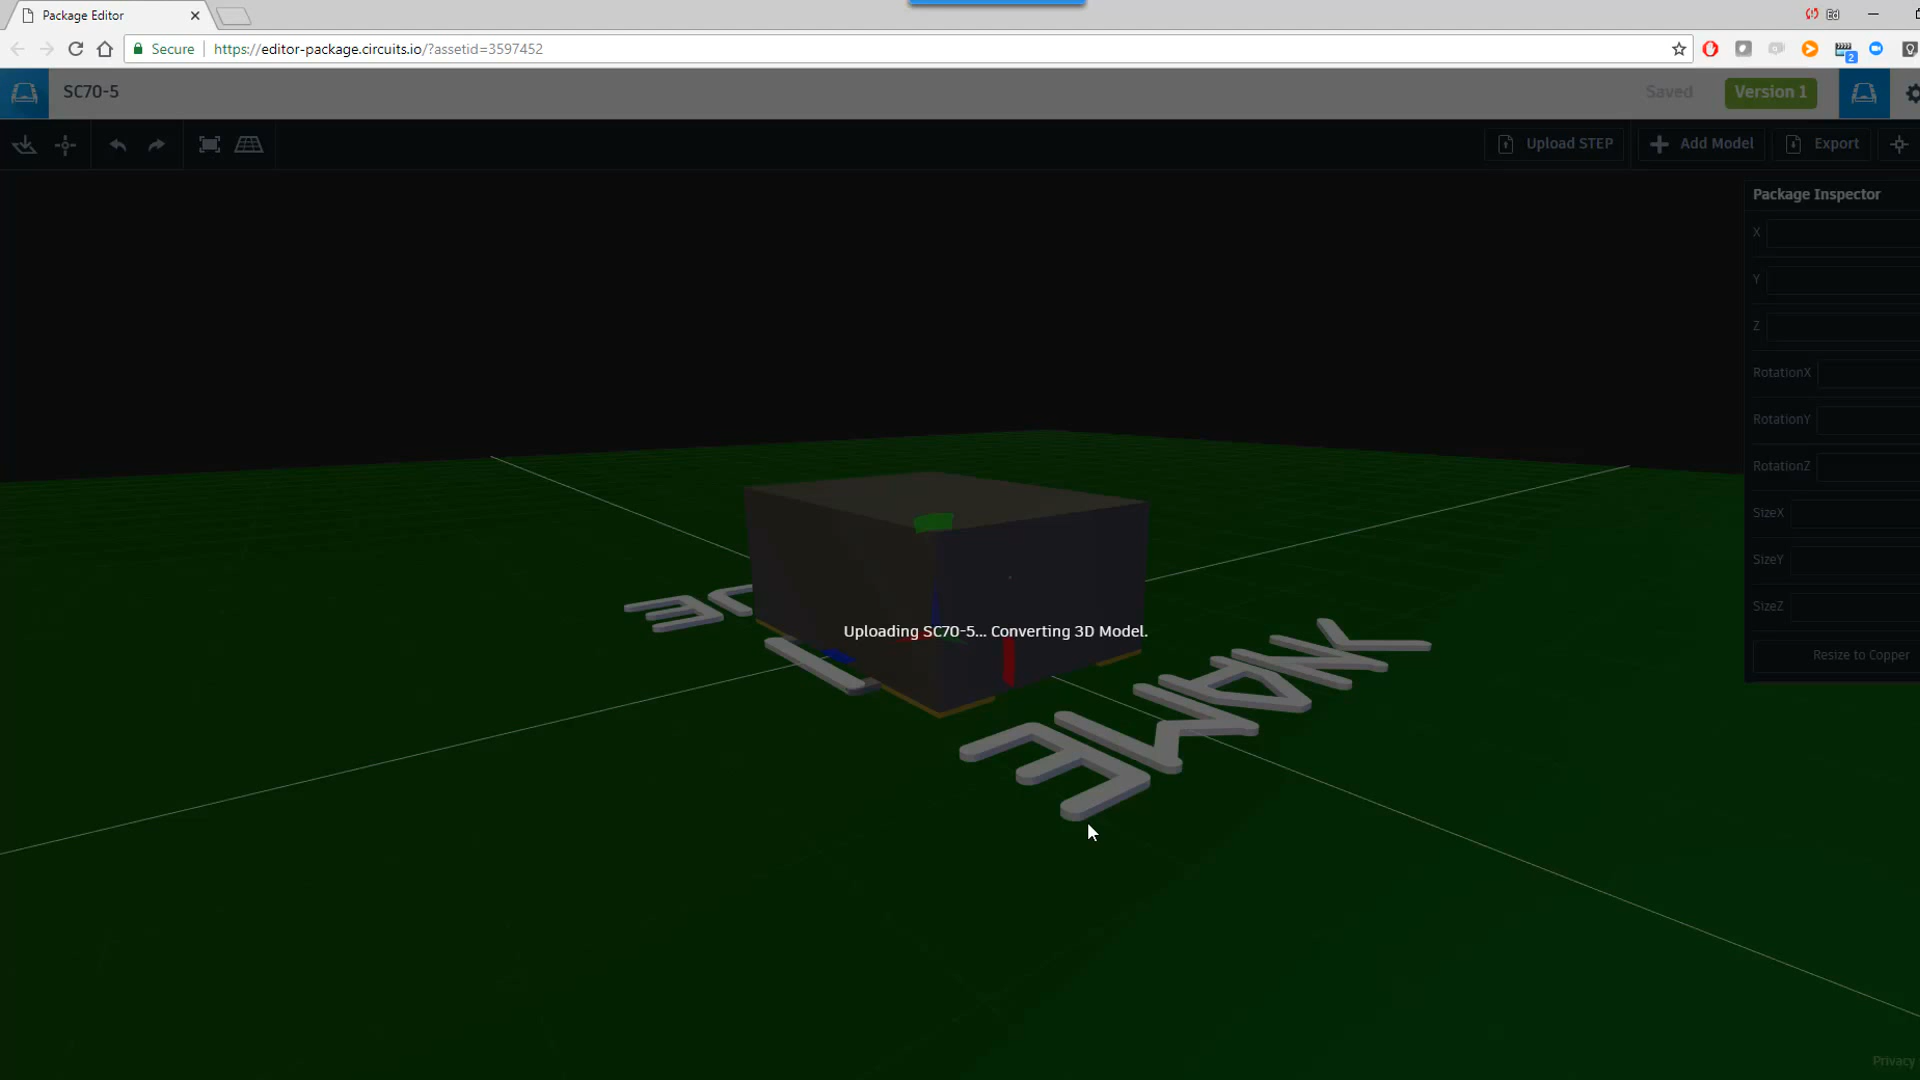 Package Editor
Ed
Secure
https://editor-package.circuits.io/?assetid=3597452
2
SC70-5
Saved
Version 1
Upload STEP
Add Model
Export
Package Inspector
X
Y
Z
RotationX
RotationY
RotationZ
SizeX
SizeY
SizeZ
Resize to Copper
Uploading SC70-5... Converting 3D Model.
Privacy